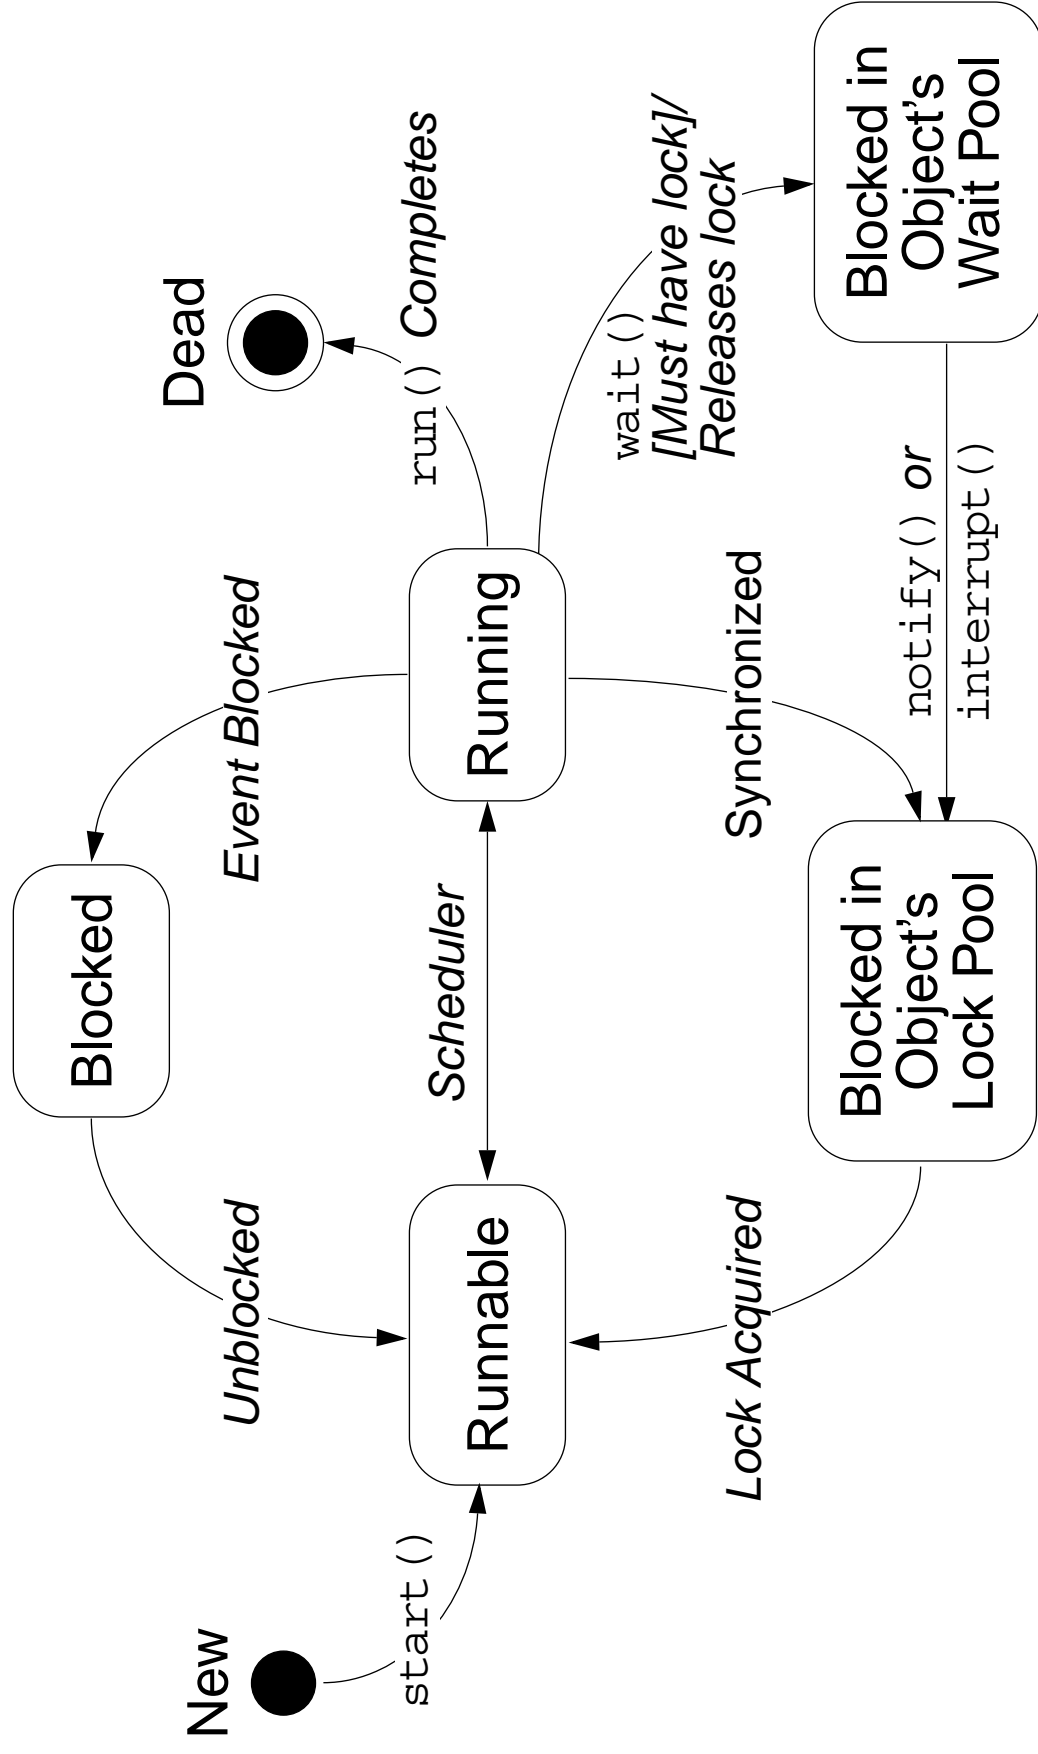 New
start()
Runnable
Unblocked
Blocked
Event Blocked
Scheduler
Running
Dead
run() Completes
wait()
[Must have lock]/
Releases lock
Synchronized
Lock Acquired
Blocked in
Object's
Lock Pool
notify() or
interrupt()
Blocked in
Object's
Wait Pool